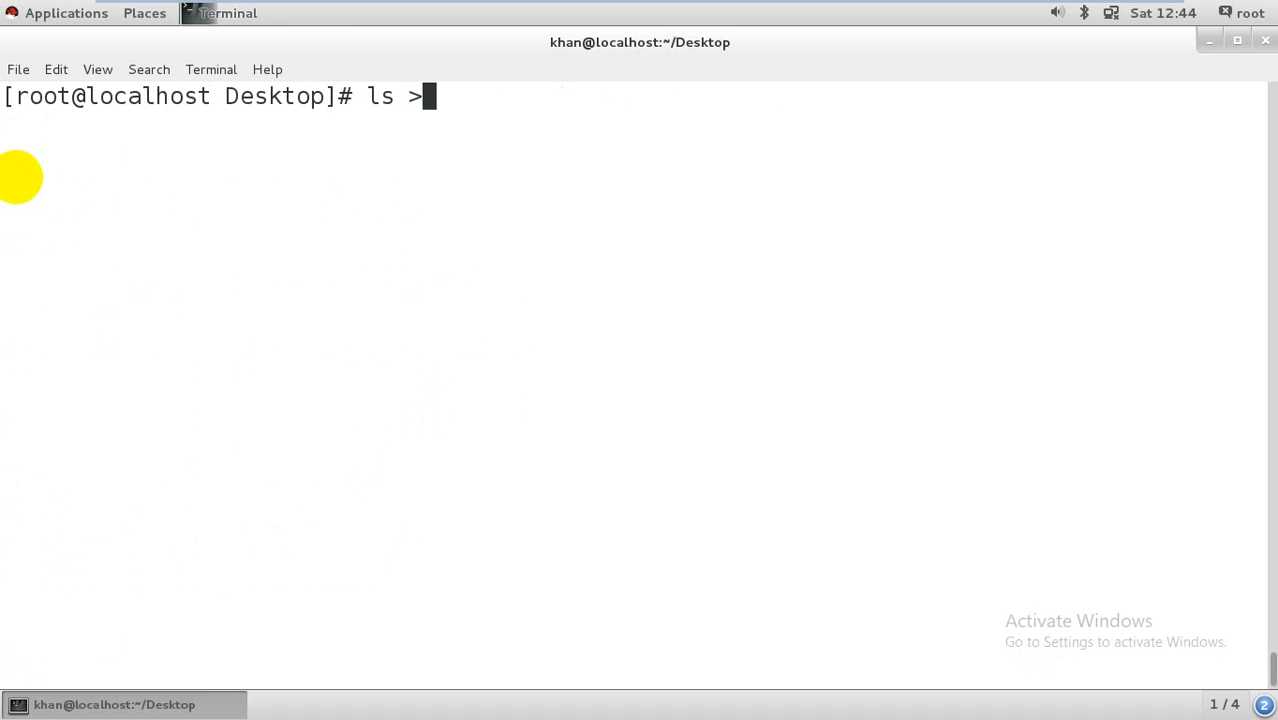 Applications Places Terminal Sat 12:44 root
khan@localhost:~/Desktop
File Edit View Search Terminal Help
[root@localhost Desktop]# ls >
Activate Windows
Go to Settings to activate Windows.
khan@localhost:~/Desktop 1 / 4 2